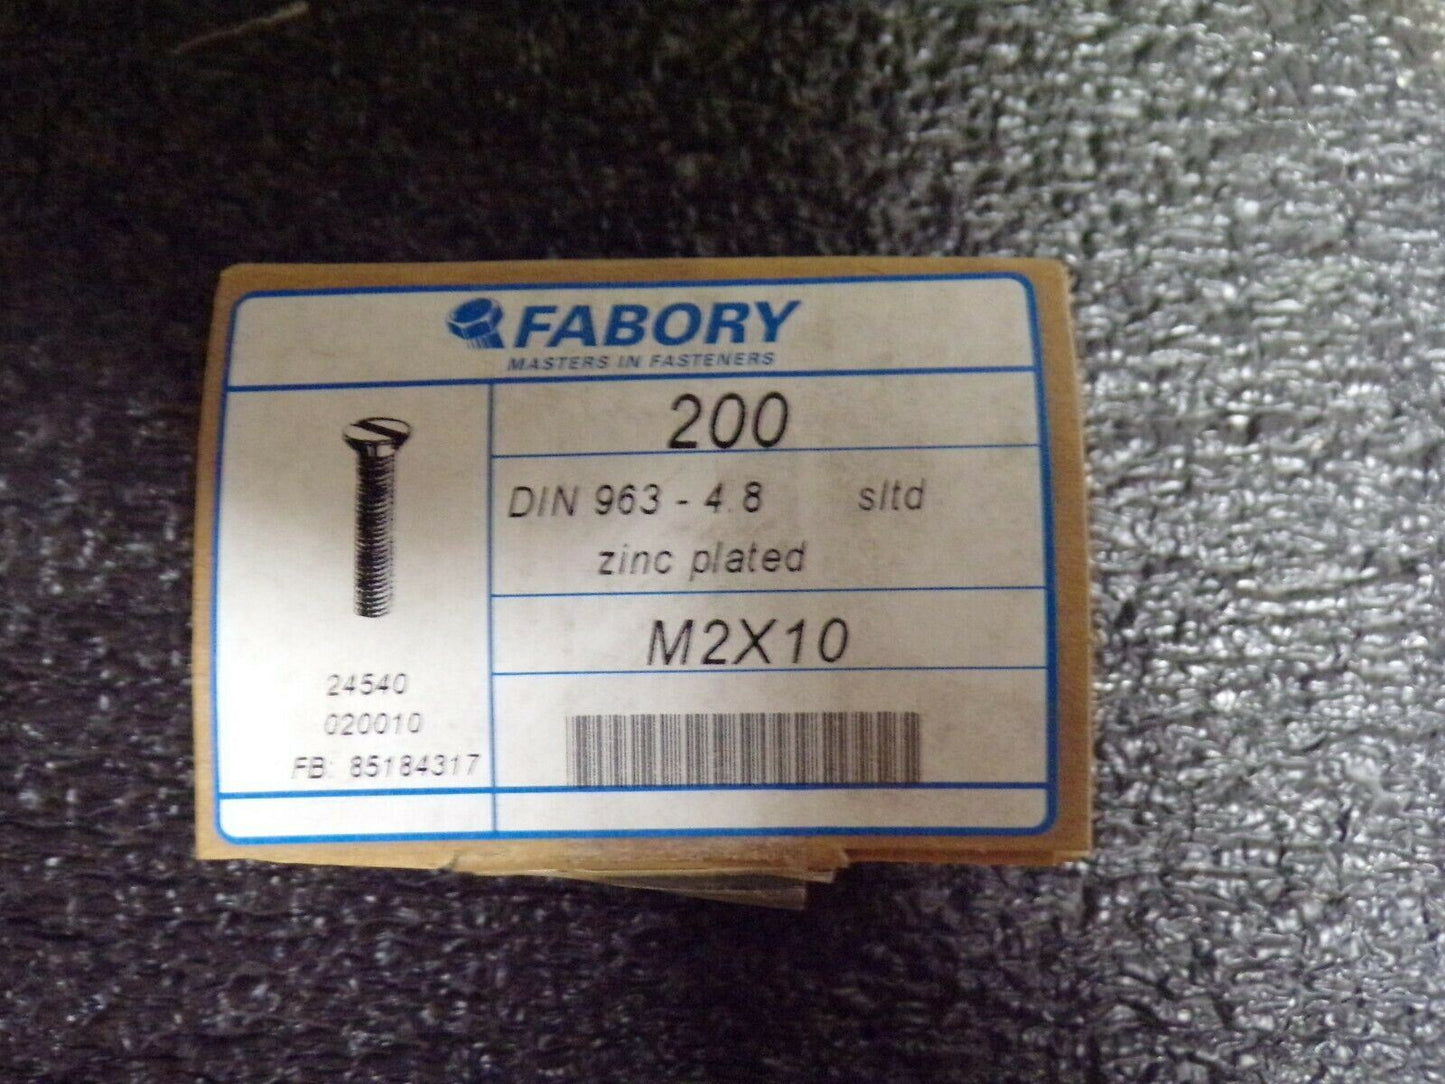 FABORY
MASTERS IN FASTENERS
200
DIN 963 - 4.8 sltd
zinc plated
M2X10
24540
020010
FB: 85184317